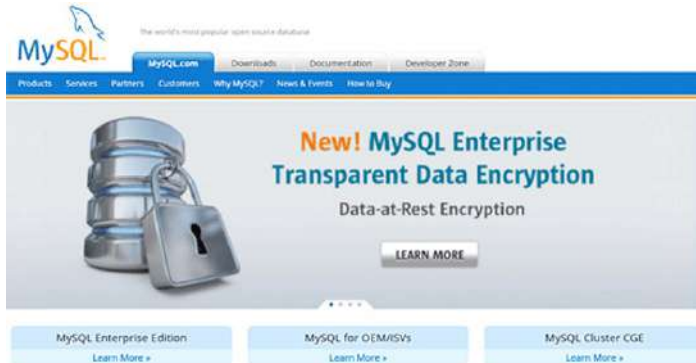 MySQL
The world's most popular open source database
MySQL.com Downloads Documentation Developer Zone
Products Services Partners Customers Why MySQL? News & Events How to Buy
New! MySQL Enterprise
Transparent Data Encryption
Data-at-Rest Encryption
LEARN MORE
MySQL Enterprise Edition MySQL for OEM/ISVs MySQL Cluster CGE
Learn More » Learn More » Learn More »